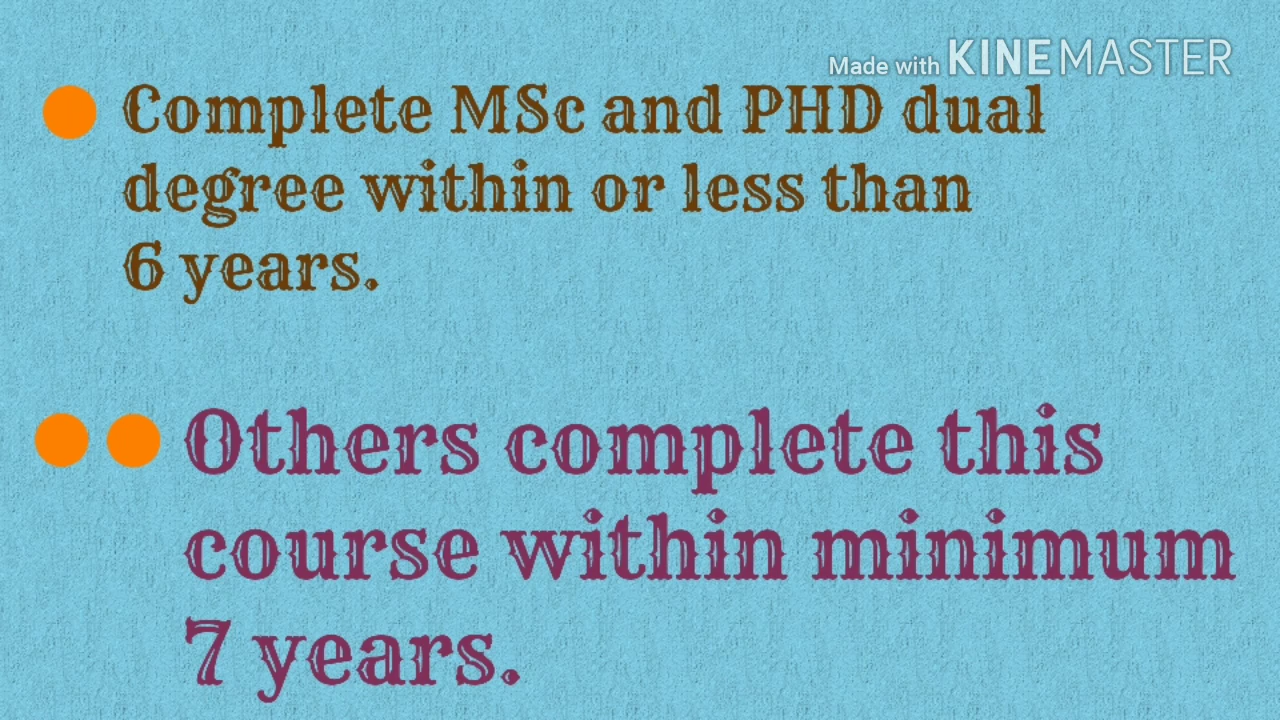 Made with KINEMASTER
Complete MSc and PHD dual
degree within or less than
6 years.
Others complete this
course within minimum
7 years.